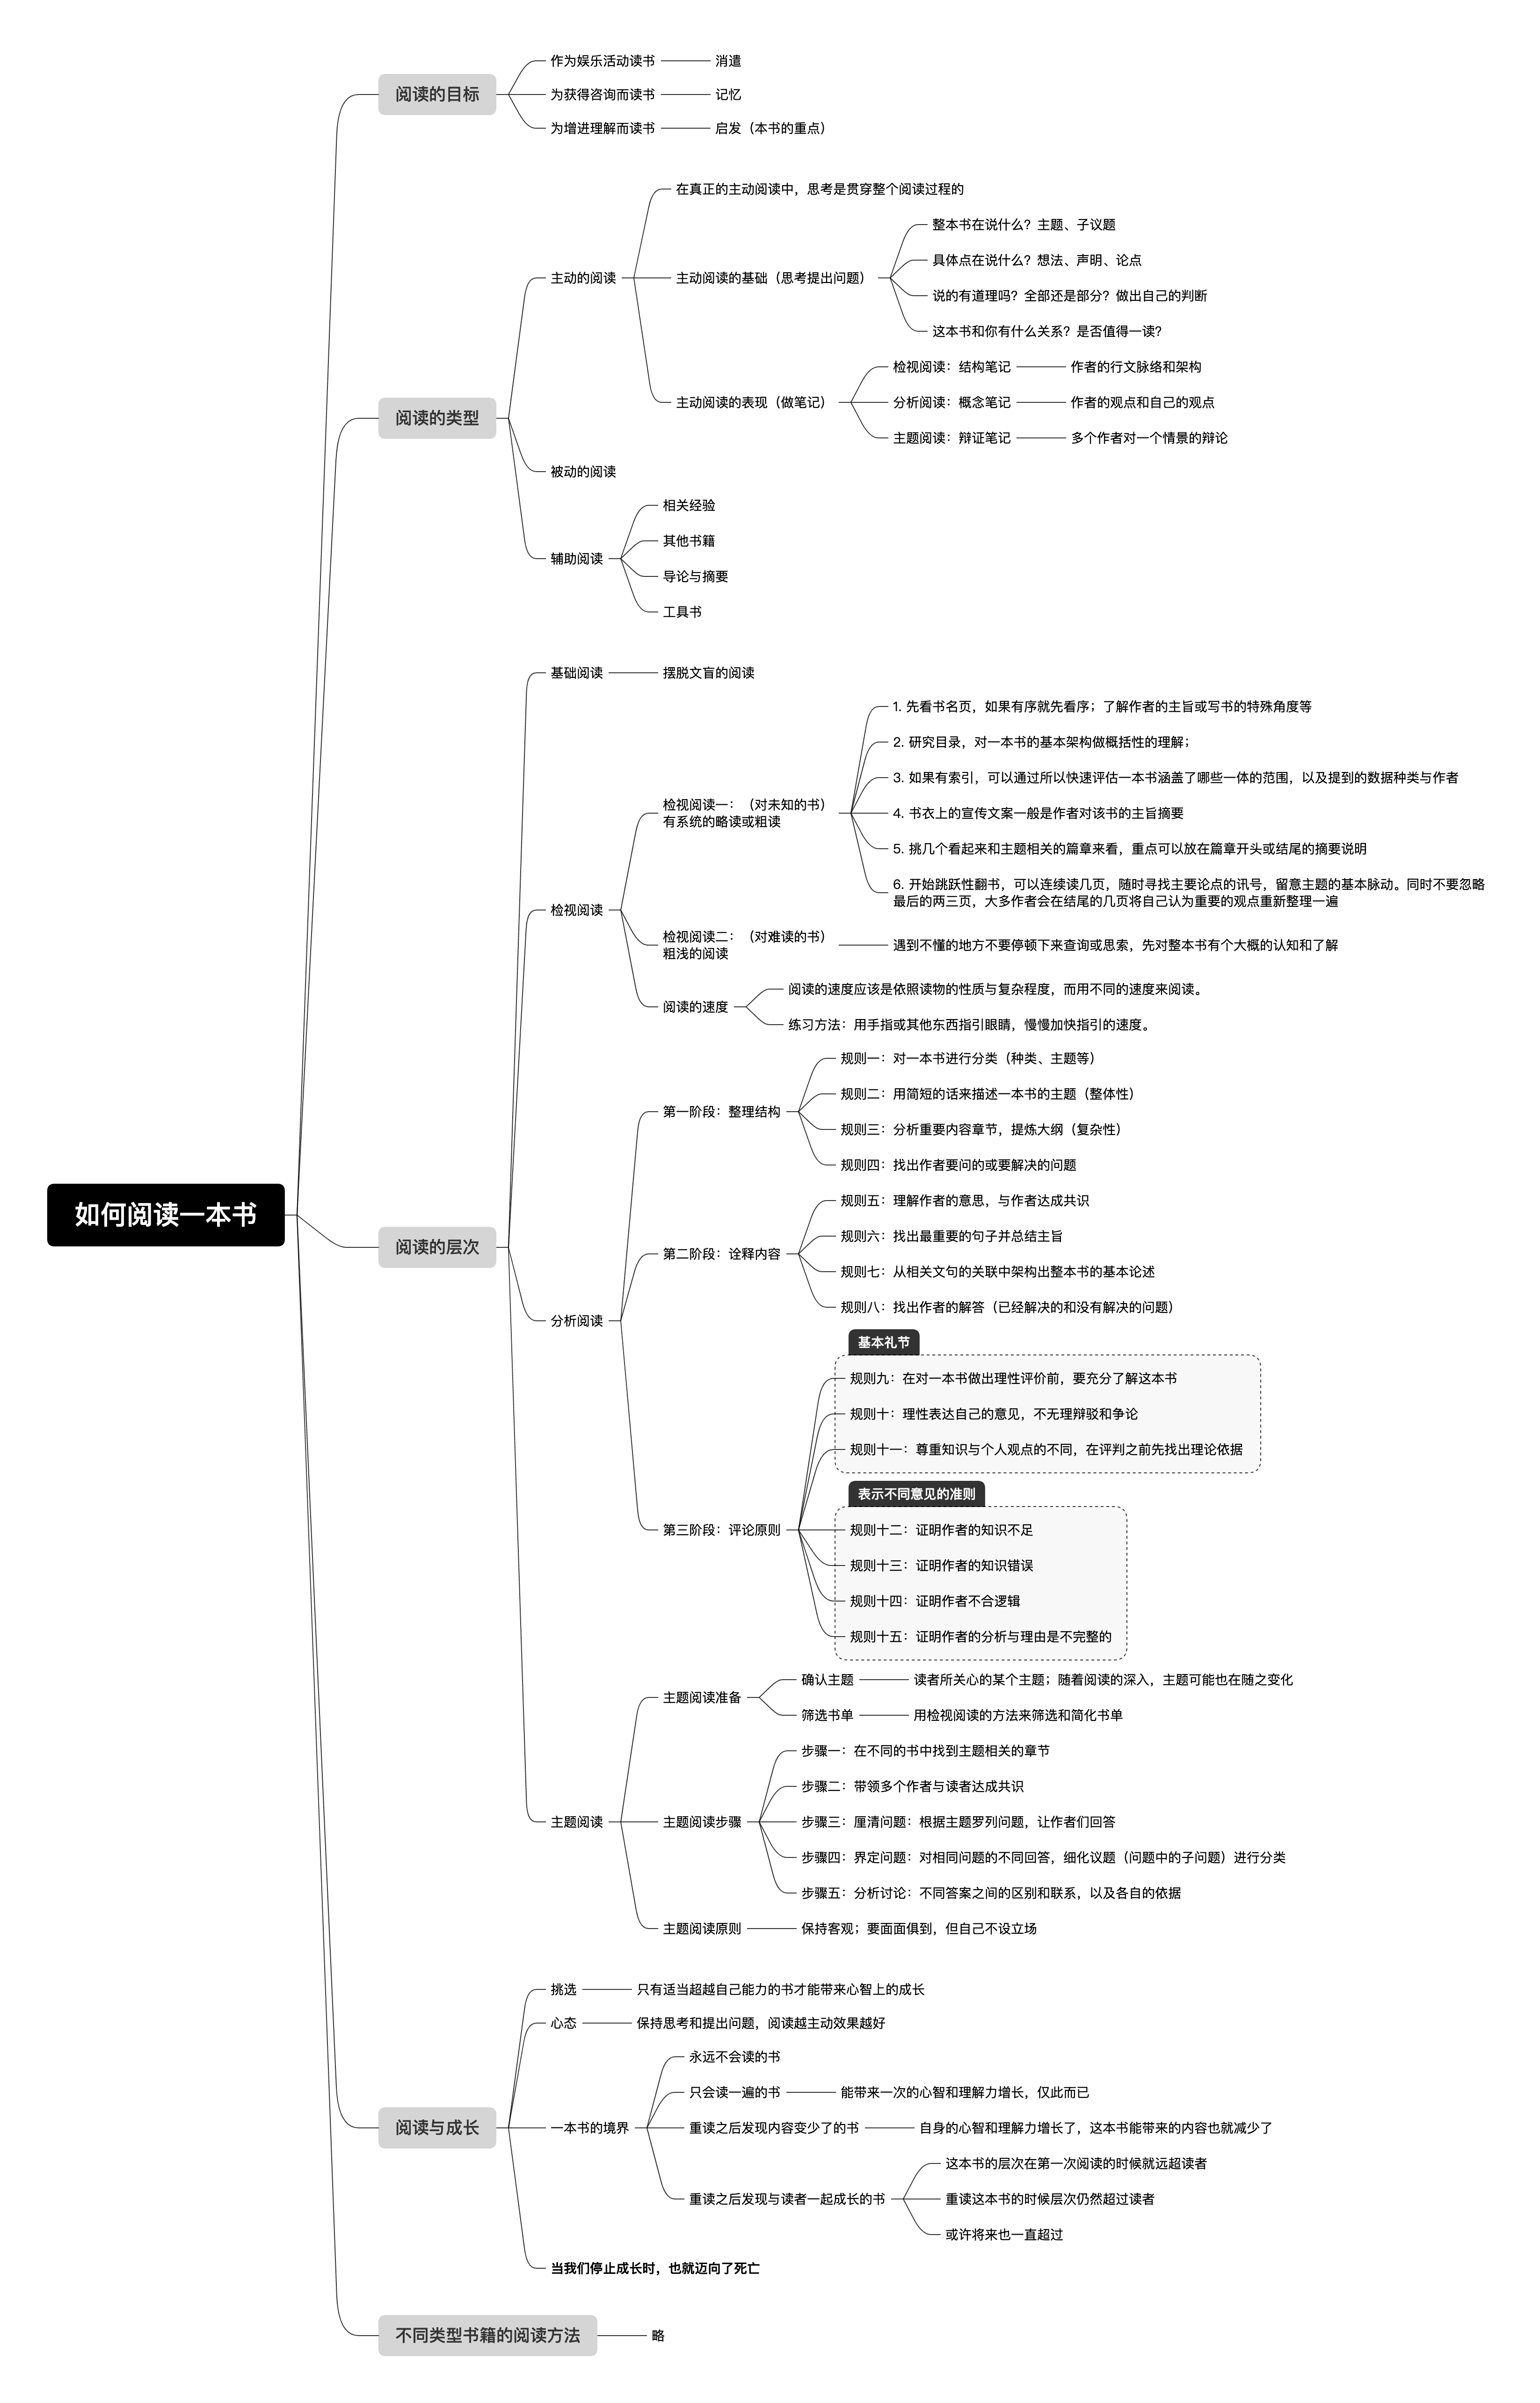 如何阅读一本书
阅读的目标
作为娱乐活动读书
消遣
为获得咨询而读书
记忆
为增进理解而读书
启发（本书的重点）
阅读的类型
主动的阅读
在真正的主动阅读中，思考是贯穿整个阅读过程的
主动阅读的基础（思考提出问题）
整本书在说什么？主题、子议题
具体点在说什么？想法、声明、论点
说的有道理吗？全部还是部分？做出自己的判断
这本书和你有什么关系？是否值得一读？
主动阅读的表现（做笔记）
检视阅读：结构笔记
作者的行文脉络和架构
分析阅读：概念笔记
作者的观点和自己的观点
主题阅读：辩证笔记
多个作者对一个情景的辩论
被动的阅读
辅助阅读
相关经验
其他书籍
导论与摘要
工具书
阅读的层次
基础阅读
摆脱文盲的阅读
检视阅读
检视阅读一：（对未知的书）
有系统的略读或粗读
1. 先看书名页，如果有序就先看序；了解作者的主旨或写书的特殊角度等
2. 研究目录，对一本书的基本架构做概括性的理解；
3. 如果有索引，可以通过所以快速评估一本书涵盖了哪些一体的范围，以及提到的数据种类与作者
4. 书衣上的宣传文案一般是作者对该书的主旨摘要
5. 挑几个看起来和主题相关的篇章来看，重点可以放在篇章开头或结尾的摘要说明
6. 开始跳跃性翻书，可以连续读几页，随时寻找主要论点的讯号，留意主题的基本脉动。同时不要忽略
最后的两三页，大多作者会在结尾的几页将自己认为重要的观点重新整理一遍
检视阅读二：（对难读的书）
粗浅的阅读
遇到不懂的地方不要停顿下来查询或思索，先对整本书有个大概的认知和了解
阅读的速度
阅读的速度应该是依照读物的性质与复杂程度，而用不同的速度来阅读。
练习方法：用手指或其他东西指引眼睛，慢慢加快指引的速度。
分析阅读
第一阶段：整理结构
规则一：对一本书进行分类（种类、主题等）
规则二：用简短的话来描述一本书的主题（整体性）
规则三：分析重要内容章节，提炼大纲（复杂性）
规则四：找出作者要问的或要解决的问题
第二阶段：诠释内容
规则五：理解作者的意思，与作者达成共识
规则六：找出最重要的句子并总结主旨
规则七：从相关文句的关联中架构出整本书的基本论述
规则八：找出作者的解答（已经解决的和没有解决的问题）
第三阶段：评论原则
基本礼节
规则九：在对一本书做出理性评价前，要充分了解这本书
规则十：理性表达自己的意见，不无理辩驳和争论
规则十一：尊重知识与个人观点的不同，在评判之前先找出理论依据
表示不同意见的准则
规则十二：证明作者的知识不足
规则十三：证明作者的知识错误
规则十四：证明作者不合逻辑
规则十五：证明作者的分析与理由是不完整的
主题阅读
主题阅读准备
确认主题
读者所关心的某个主题；随着阅读的深入，主题可能也在随之变化
筛选书单
用检视阅读的方法来筛选和简化书单
主题阅读步骤
步骤一：在不同的书中找到主题相关的章节
步骤二：带领多个作者与读者达成共识
步骤三：厘清问题：根据主题罗列问题，让作者们回答
步骤四：界定问题：对相同问题的不同回答，细化议题（问题中的子问题）进行分类
步骤五：分析讨论：不同答案之间的区别和联系，以及各自的依据
主题阅读原则
保持客观；要面面俱到，但自己不设立场
阅读与成长
挑选
只有适当超越自己能力的书才能带来心智上的成长
心态
保持思考和提出问题，阅读越主动效果越好
一本书的境界
永远不会读的书
只会读一遍的书
能带来一次的心智和理解力增长，仅此而已
重读之后发现内容变少了的书
自身的心智和理解力增长了，这本书能带来的内容也就减少了
重读之后发现与读者一起成长的书
这本书的层次在第一次阅读的时候就远超读者
重读这本书的时候层次仍然超过读者
或许将来也一直超过
当我们停止成长时，也就迈向了死亡
不同类型书籍的阅读方法
略